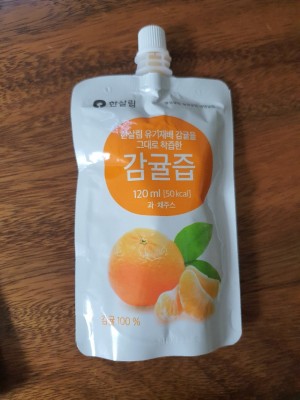 한살림
한살림 유기재배 감귤을
그대로 착즙한
감귤즙
120 ml (50 kcal)
과·채주스
감귤 100 %